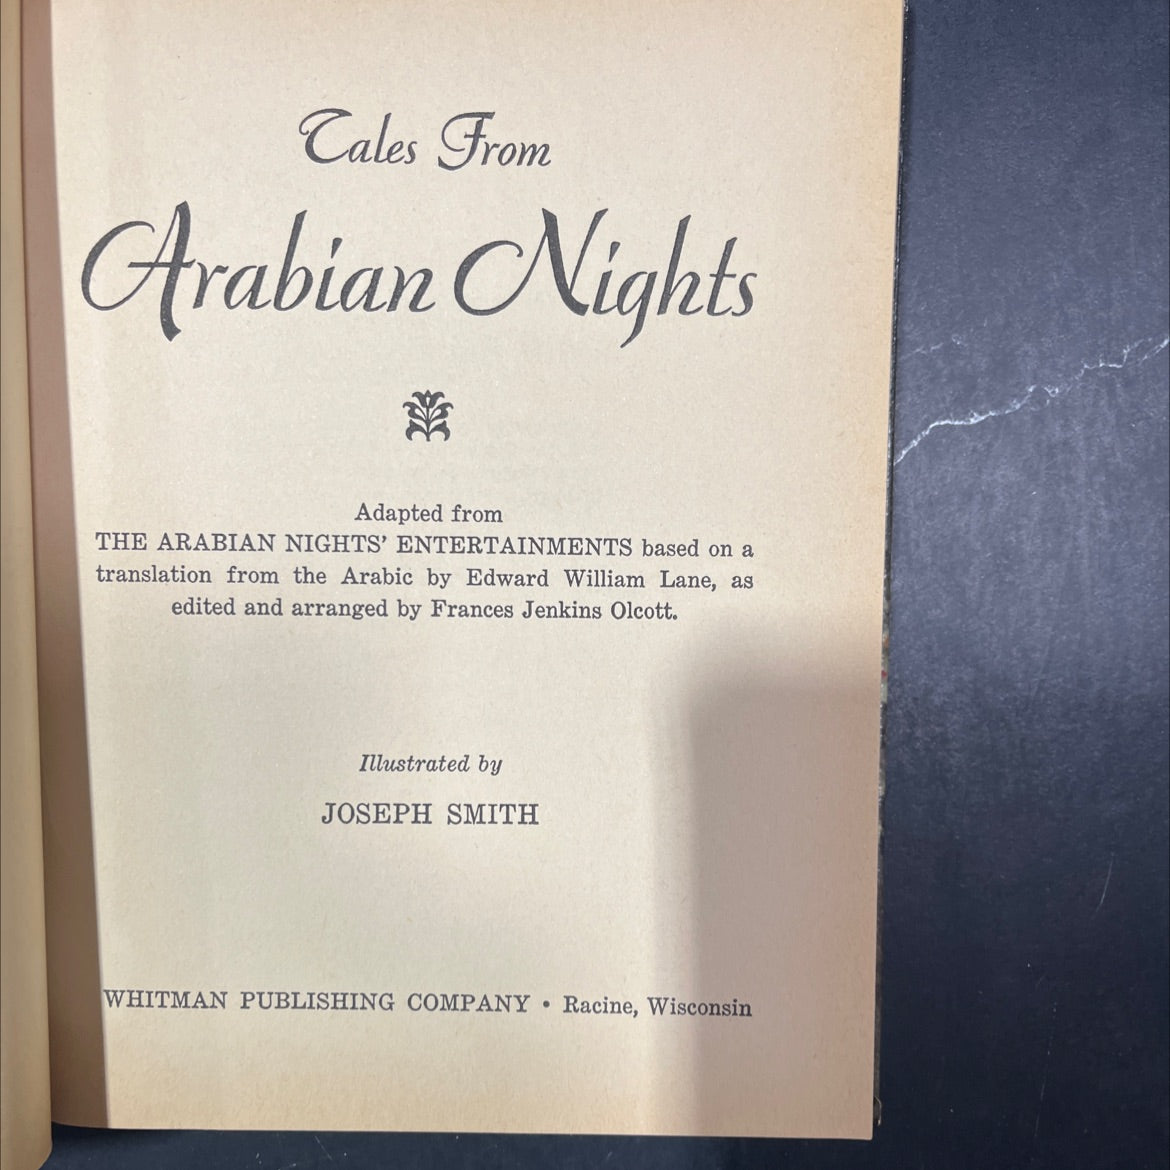 Tales From
Arabian Nights
Adapted from
THE ARABIAN NIGHTS' ENTERTAINMENTS based on a
translation from the Arabic by Edward William Lane, as
edited and arranged by Frances Jenkins Olcott.
Illustrated by
JOSEPH SMITH
WHITMAN PUBLISHING COMPANY • Racine, Wisconsin